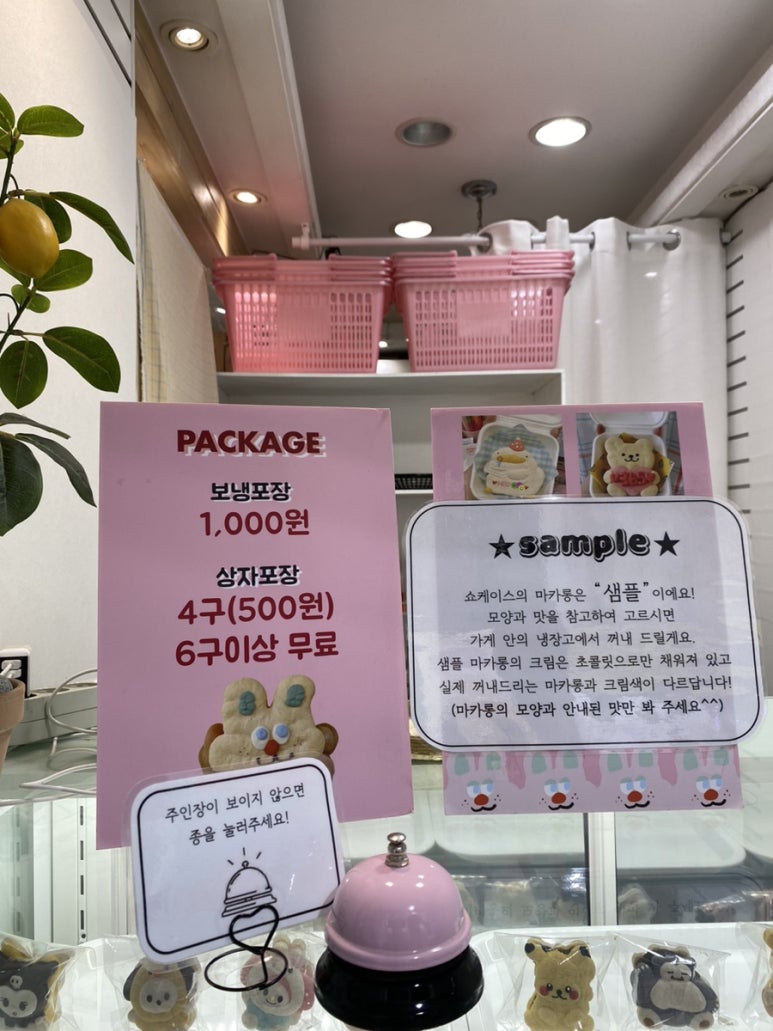 PACKAGE
보냉포장
1,000원
상자포장
4구(500원)
6구이상 무료
★sample★
쇼케이스의 마카롱은 "샘플"이에요!
모양과 맛을 참고하여 고르시면
가게 안의 냉장고에서 꺼내 드릴게요.
샘플 마카롱의 크림은 초콜릿으로만 채워져 있고
실제 꺼내드리는 마카롱과 크림색이 다르답니다!
(마카롱의 모양과 안내된 맛만 봐 주세요^^)
주인장이 보이지 않으면
종을 눌러주세요!